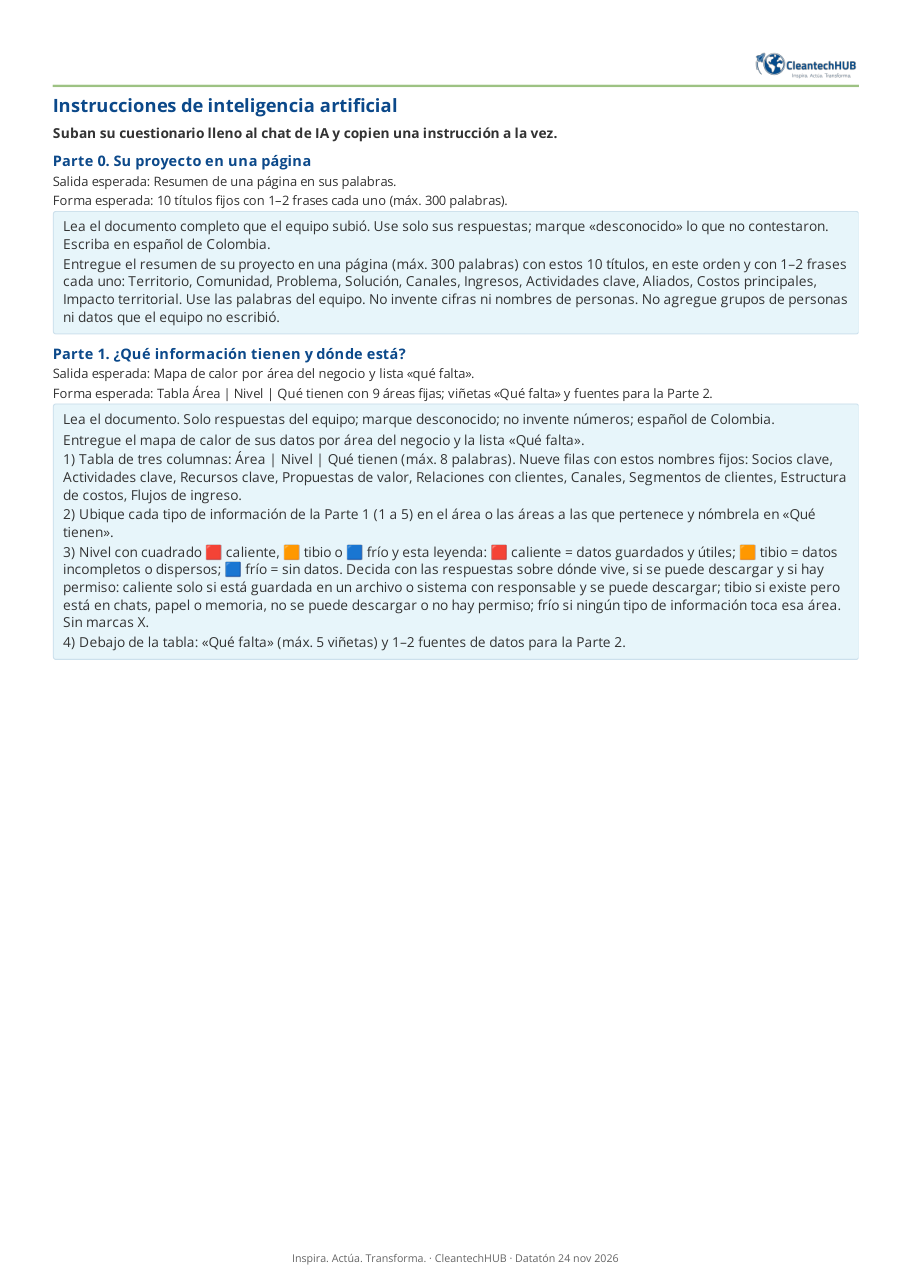 CleantechHUB
Inspira. Actúa. Transforma.
Instrucciones de inteligencia artificial
Suban su cuestionario lleno al chat de IA y copien una instrucción a la vez.
Parte 0. Su proyecto en una página
Salida esperada: Resumen de una página en sus palabras.
Forma esperada: 10 títulos fijos con 1–2 frases cada uno (máx. 300 palabras).
Lea el documento completo que el equipo subió. Use solo sus respuestas; marque «desconocido» lo que no contestaron.
Escriba en español de Colombia.
Entregue el resumen de su proyecto en una página (máx. 300 palabras) con estos 10 títulos, en este orden y con 1–2 frases
cada uno: Territorio, Comunidad, Problema, Solución, Canales, Ingresos, Actividades clave, Aliados, Costos principales,
Impacto territorial. Use las palabras del equipo. No invente cifras ni nombres de personas. No agregue grupos de personas
ni datos que el equipo no escribió.
Parte 1. ¿Qué información tienen y dónde está?
Salida esperada: Mapa de calor por área del negocio y lista «qué falta».
Forma esperada: Tabla Área | Nivel | Qué tienen con 9 áreas fijas; viñetas «Qué falta» y fuentes para la Parte 2.
Lea el documento. Solo respuestas del equipo; marque desconocido; no invente números; español de Colombia.
Entregue el mapa de calor de sus datos por área del negocio y la lista «Qué falta».
1) Tabla de tres columnas: Área | Nivel | Qué tienen (máx. 8 palabras). Nueve filas con estos nombres fijos: Socios clave,
Actividades clave, Recursos clave, Propuestas de valor, Relaciones con clientes, Canales, Segmentos de clientes, Estructura
de costos, Flujos de ingreso.
2) Ubique cada tipo de información de la Parte 1 (1 a 5) en el área o las áreas a las que pertenece y nómbrela en «Qué
tienen».
3) Nivel con cuadrado 🟥 caliente, 🟧 tibio o 🟦 frío y esta leyenda: 🟥 caliente = datos guardados y útiles; 🟧 tibio = datos
incompletos o dispersos; 🟦 frío = sin datos. Decida con las respuestas sobre dónde vive, si se puede descargar y si hay
permiso: caliente solo si está guardada en un archivo o sistema con responsable y se puede descargar; tibio si existe pero
está en chats, papel o memoria, no se puede descargar o no hay permiso; frío si ningún tipo de información toca esa área.
Sin marcas X.
4) Debajo de la tabla: «Qué falta» (máx. 5 viñetas) y 1–2 fuentes de datos para la Parte 2.
Inspira. Actúa. Transforma. · CleantechHUB · Datatón 24 nov 2026